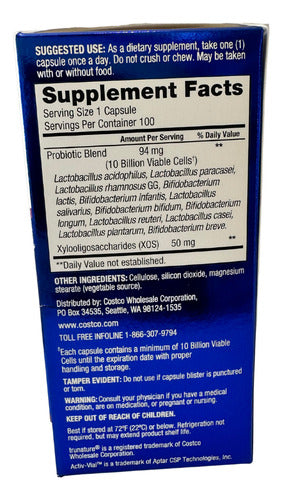 SUGGESTED USE: As a dietary supplement, take one (1)
capsule once a day. Do not crush or chew. May be taken
with or without food.
Supplement Facts
Serving Size 1 Capsule
Servings Per Container 100
Amount Per Serving % Daily Value
Probiotic Blend 94 mg **
(10 Billion Viable Cells†)
Lactobacillus acidophilus, Lactobacillus paracasei,
Lactobacillus rhamnosus GG, Bifidobacterium
lactis, Bifidobacterium infantis, Lactobacillus
salivarius, Bifidobacterium bifidum, Bifidobacterium
longum, Lactobacillus reuteri, Lactobacillus casei,
Lactobacillus plantarum, Bifidobacterium breve.
Xylooligosaccharides (XOS) 50 mg **
**Daily Value not established.
OTHER INGREDIENTS: Cellulose, silicon dioxide, magnesium
stearate (vegetable source).
Distributed by: Costco Wholesale Corporation,
PO Box 34535, Seattle, WA 98124-1535
www.costco.com
TOLL FREE INFOLINE 1-866-307-9794
†Each capsule contains a minimum of 10 Billion Viable
Cells until the expiration date with proper
handling and storage.
TAMPER EVIDENT: Do not use if capsule blister is punctured
or torn.
WARNING: Consult your physician if you have a medical
condition, are on medication, or pregnant or nursing.
KEEP OUT OF REACH OF CHILDREN.
Best if stored at 72°F (22°C) or below. Refrigeration not
required, but may extend product shelf life.
trunature® is a registered trademark of Costco
Wholesale Corporation.
Activ-Vial™ is a trademark of Aptar CSP Technologies, Inc.